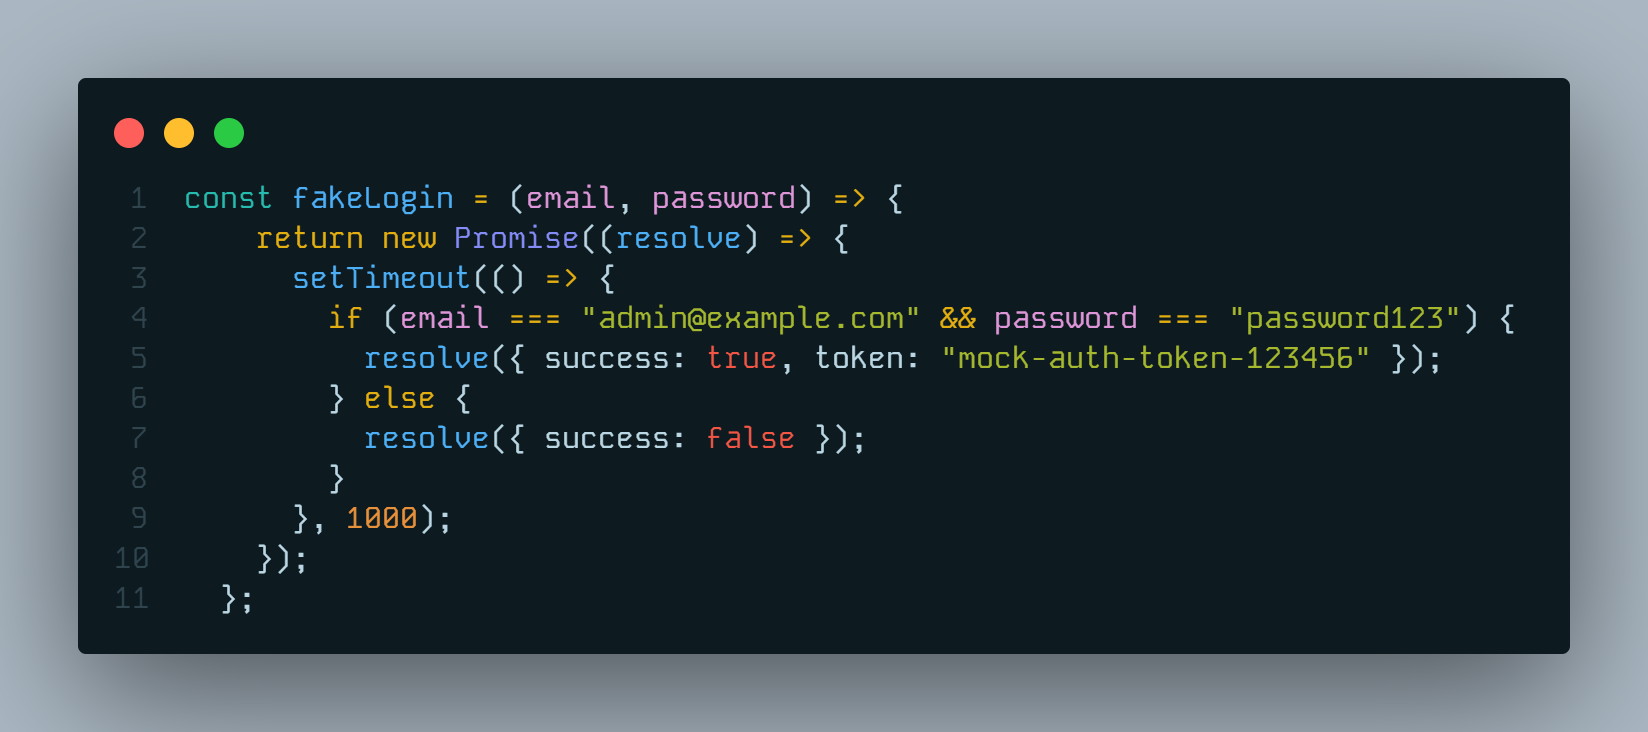 1 const fakeLogin = (email, password) => {
2 return new Promise((resolve) => {
3 setTimeout(() => {
4 if (email === "admin@example.com" && password === "password123") {
5 resolve({ success: true, token: "mock-auth-token-123456" });
6 } else {
7 resolve({ success: false });
8 }
9 }, 1000);
10 });
11 };